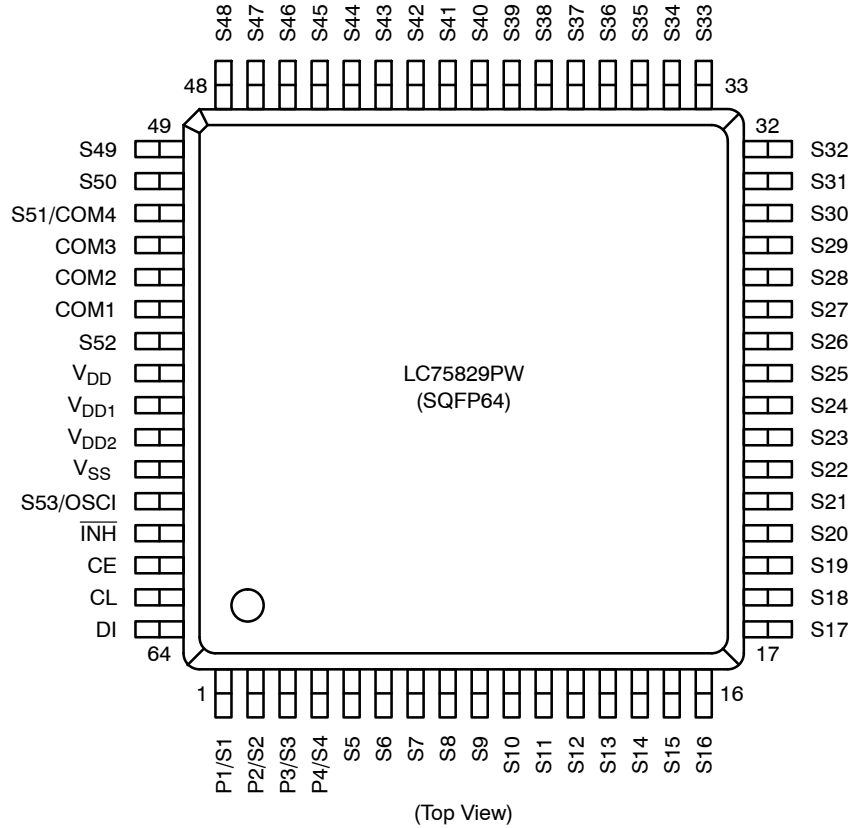 S48 S47 S46 S45 S44 S43 S42 S41 S40 S39 S38 S37 S36 S35 S34 S33
48 33
49 32
S49 S32
S50 S31
S51/COM4 S30
COM3 S29
COM2 S28
COM1 S27
S52 S26
VDD S25
LC75829PW
(SQFP64)
VDD1 S24
VDD2 S23
VSS S22
S53/OSCI S21
INH S20
CE S19
CL S18
DI S17
64 17
1 16
P1/S1 P2/S2 P3/S3 P4/S4 S5 S6 S7 S8 S9 S10 S11 S12 S13 S14 S15 S16
(Top View)